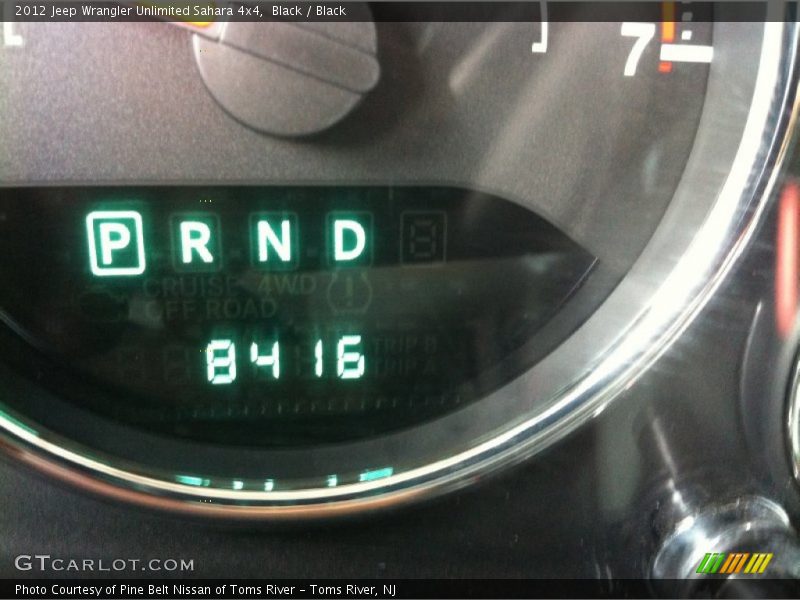 2012 Jeep Wrangler Unlimited Sahara 4x4,  Black / Black
7
P R N D
CRUISE 4WD
OFF ROAD
8416
TRIP B
TRIP A
GTCARLOT.COM
Photo Courtesy of Pine Belt Nissan of Toms River – Toms River, NJ